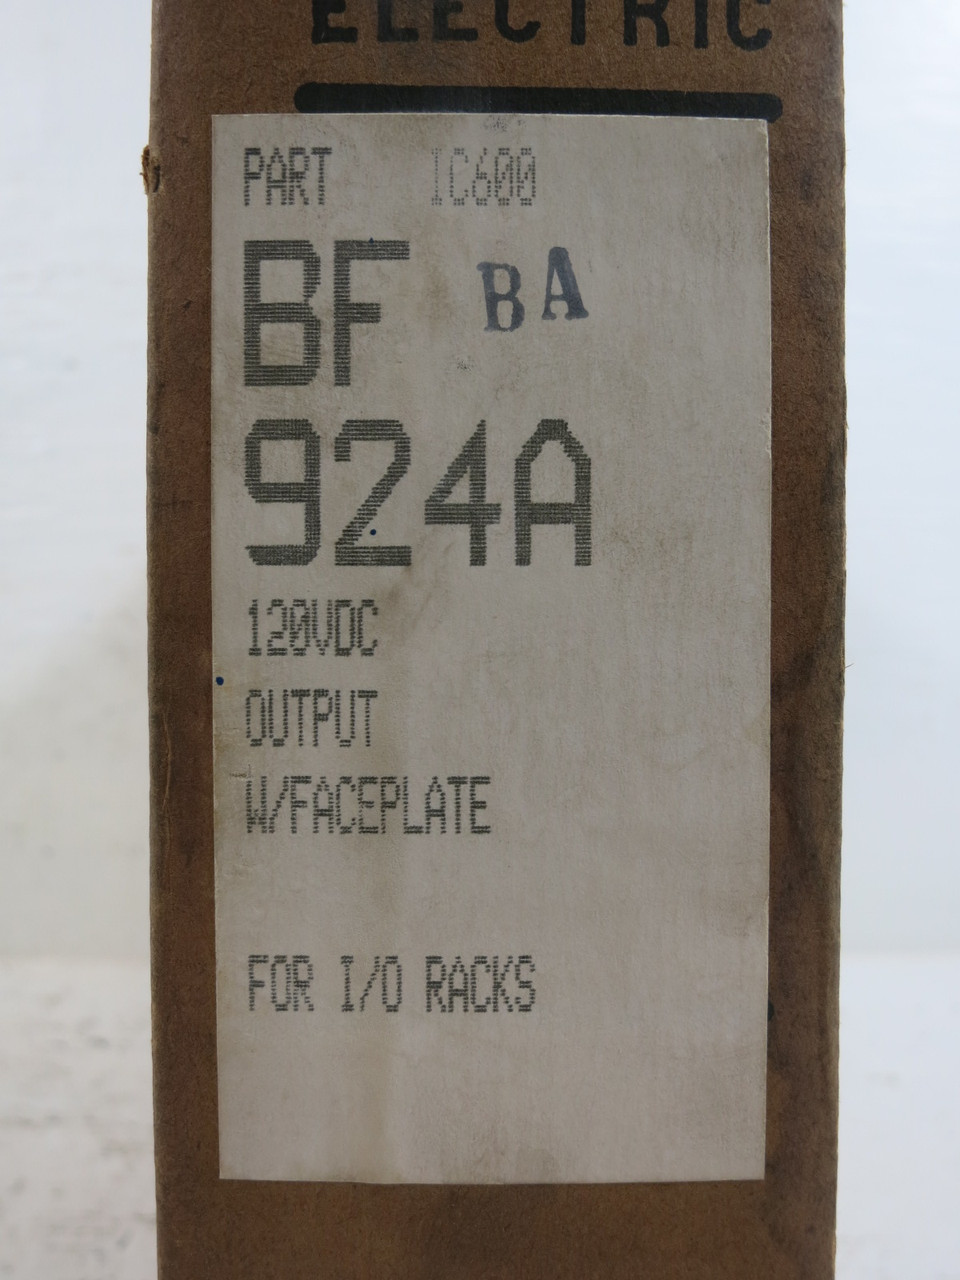 ELECTRIC
PART IC600
BF BA
924A
120VDC
OUTPUT
W/FACEPLATE
FOR I/O RACKS